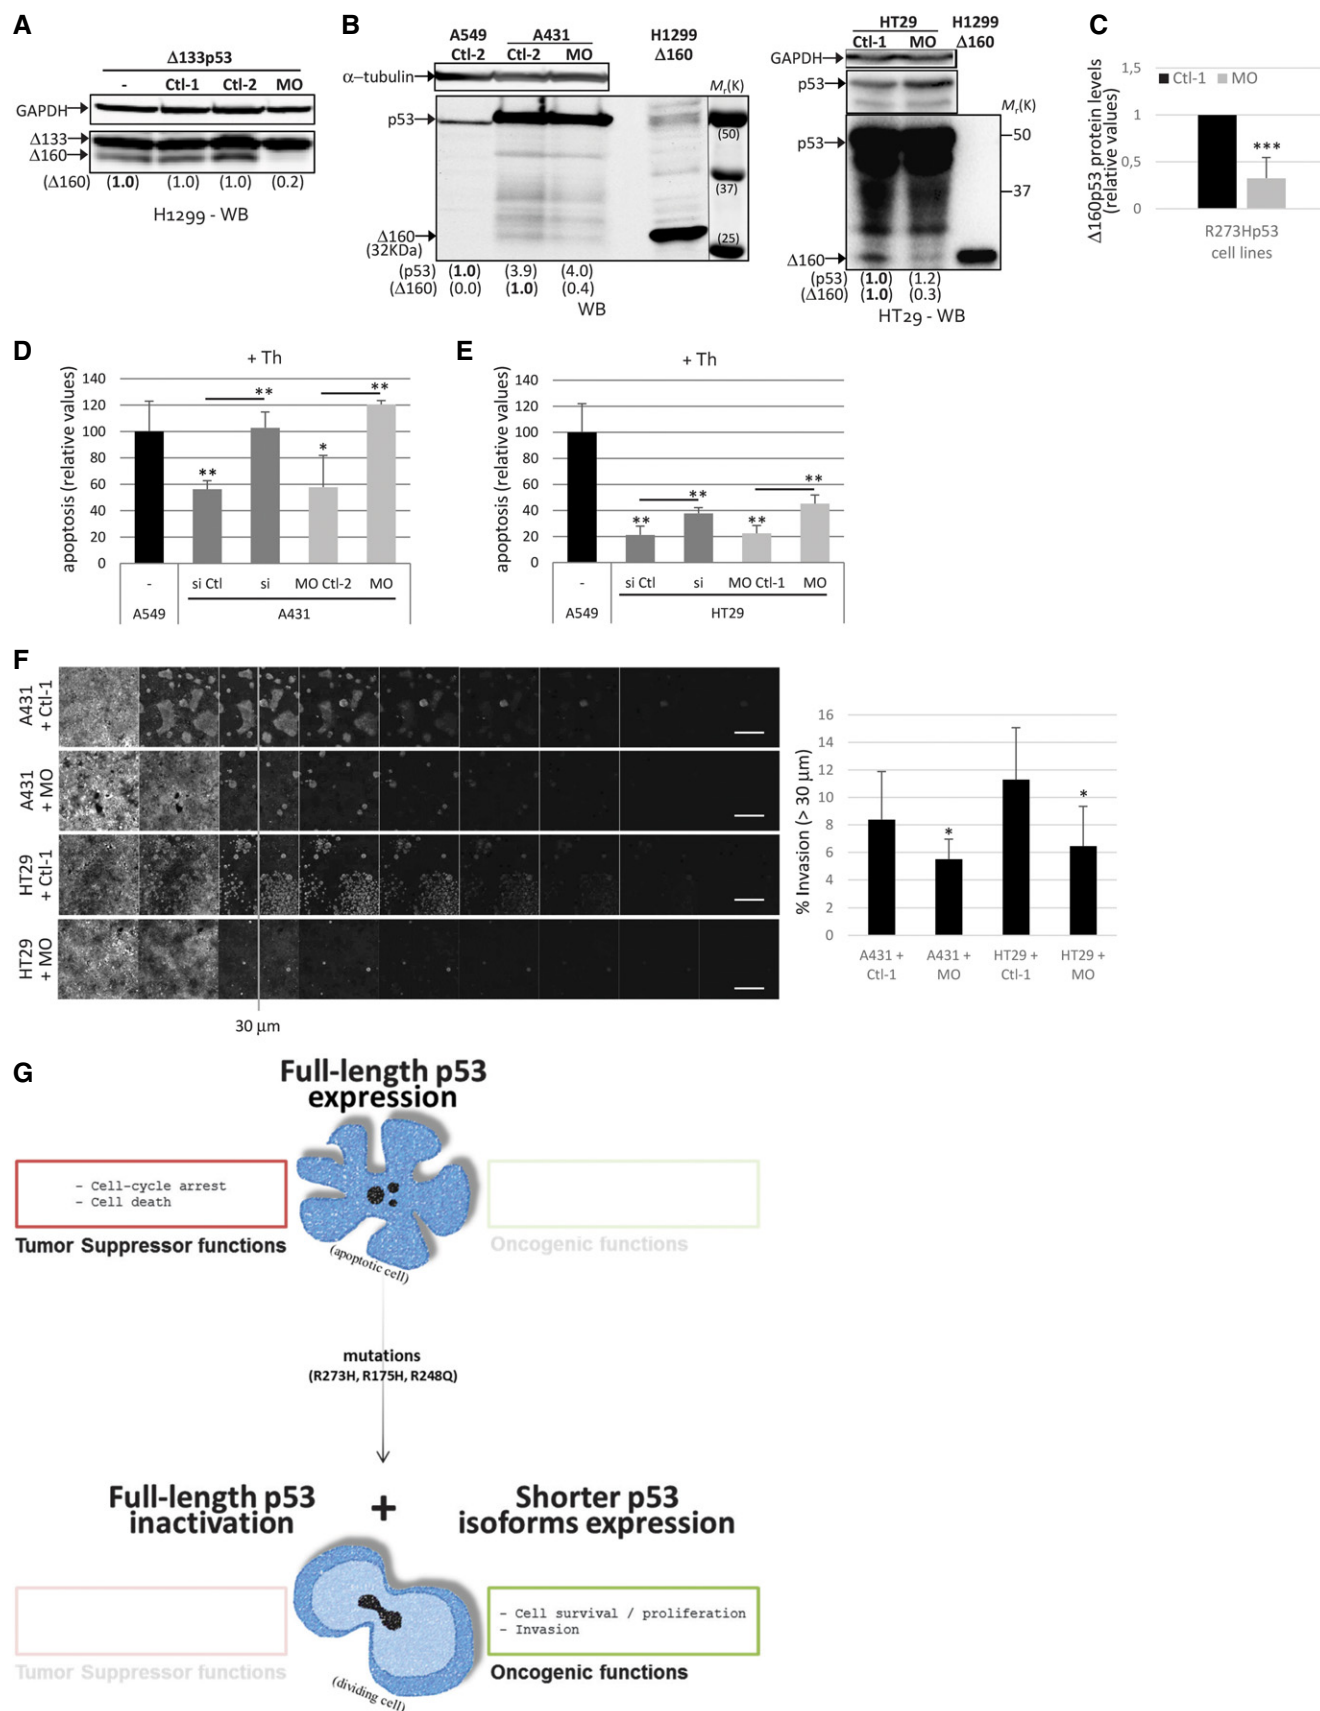 A
Δ133p53
- Ctl-1 Ctl-2 MO
GAPDH
Δ133
Δ160
(Δ160) (1.0) (1.0) (1.0) (0.2)
H1299 - WB
B
A549 A431 H1299
Ctl-2 Ctl-2 MO Δ160
α-tubulin
Mr(K)
p53
(50)
(37)
Δ160
(32KDa)
(25)
(p53) (1.0) (3.9) (4.0)
(Δ160) (0.0) (1.0) (0.4)
WB
HT29 H1299
Ctl-1 MO Δ160
GAPDH
p53
Mr(K)
p53
50
37
Δ160
(p53) (1.0) (1.2)
(Δ160) (1.0) (0.3)
HT29 - WB
C
Δ160p53 protein levels
(relative values)
1,5
1
0,5
0
Ctl-1 MO
***
R273Hp53
cell lines
D
+ Th
apoptosis (relative values)
140
120
100
80
60
40
20
0
** ** * **
- si Ctl si MO Ctl-2 MO
A549 A431
E
+ Th
apoptosis (relative values)
140
120
100
80
60
40
20
0
** ** ** **
- si Ctl si MO Ctl-1 MO
A549 HT29
F
A431
+ Ctl-1
A431
+ MO
HT29
+ Ctl-1
HT29
+ MO
30 µm
% Invasion (> 30 µm)
16
14
12
10
8
6
4
2
0
* *
A431 + A431 + HT29 + HT29 +
Ctl-1 MO Ctl-1 MO
G
Full-length p53
expression
- Cell-cycle arrest
- Cell death
Tumor Suppressor functions
(apoptotic cell)
Oncogenic functions
mutations
(R273H, R175H, R248Q)
Full-length p53
inactivation
+
Shorter p53
isoforms expression
- Cell survival / proliferation
- Invasion
Tumor Suppressor functions
(dividing cell)
Oncogenic functions